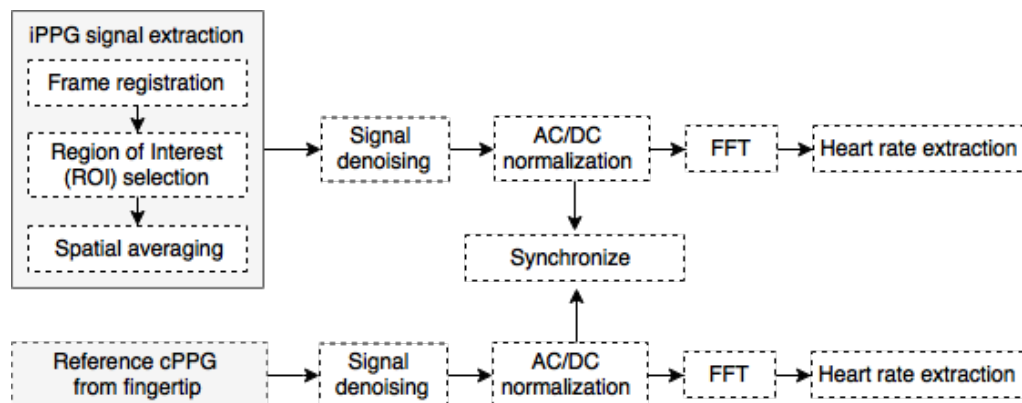 iPPG signal extraction
Frame registration
Region of Interest
(ROI) selection
Spatial averaging
Signal
denoising
AC/DC
normalization
FFT
Heart rate extraction
Synchronize
Reference cPPG
from fingertip
Signal
denoising
AC/DC
normalization
FFT
Heart rate extraction